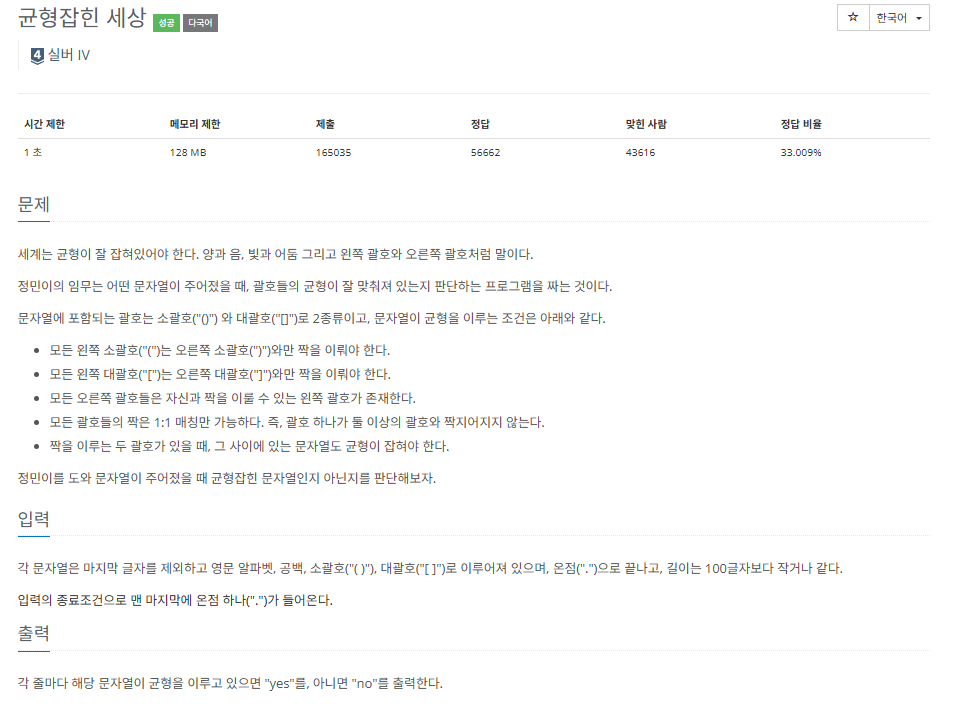 균형잡힌 세상 성공 다국어
☆ 한국어
4 실버 IV
시간 제한 메모리 제한 제출 정답 맞힌 사람 정답 비율
1 초 128 MB 165035 56662 43616 33.009%
문제
세계는 균형이 잘 잡혀있어야 한다. 양과 음, 빛과 어둠 그리고 왼쪽 괄호와 오른쪽 괄호처럼 말이다.
정민이의 임무는 어떤 문자열이 주어졌을 때, 괄호들의 균형이 잘 맞춰져 있는지 판단하는 프로그램을 짜는 것이다.
문자열에 포함되는 괄호는 소괄호("()") 와 대괄호("[]")로 2종류이고, 문자열이 균형을 이루는 조건은 아래와 같다.
• 모든 왼쪽 소괄호("(")는 오른쪽 소괄호(")")와만 짝을 이뤄야 한다.
• 모든 왼쪽 대괄호("[")는 오른쪽 대괄호("]")와만 짝을 이뤄야 한다.
• 모든 오른쪽 괄호들은 자신과 짝을 이룰 수 있는 왼쪽 괄호가 존재한다.
• 모든 괄호들의 짝은 1:1 매칭만 가능하다. 즉, 괄호 하나가 둘 이상의 괄호와 짝지어지지 않는다.
• 짝을 이루는 두 괄호가 있을 때, 그 사이에 있는 문자열도 균형이 잡혀야 한다.
정민이를 도와 문자열이 주어졌을 때 균형잡힌 문자열인지 아닌지를 판단해보자.
입력
각 문자열은 마지막 글자를 제외하고 영문 알파벳, 공백, 소괄호("( )"), 대괄호("[ ]")로 이루어져 있으며, 온점(".")으로 끝나고, 길이는 100글자보다 작거나 같다.
입력의 종료조건으로 맨 마지막에 온점 하나(".")가 들어온다.
출력
각 줄마다 해당 문자열이 균형을 이루고 있으면 "yes"를, 아니면 "no"를 출력한다.